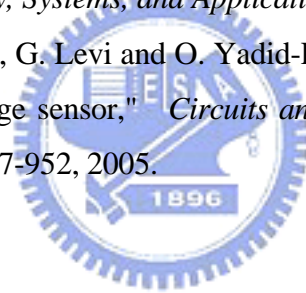 , Systems, and Applicati
, G. Levi and O. Yadid-
ge sensor," Circuits an
7-952, 2005.
E S
1896